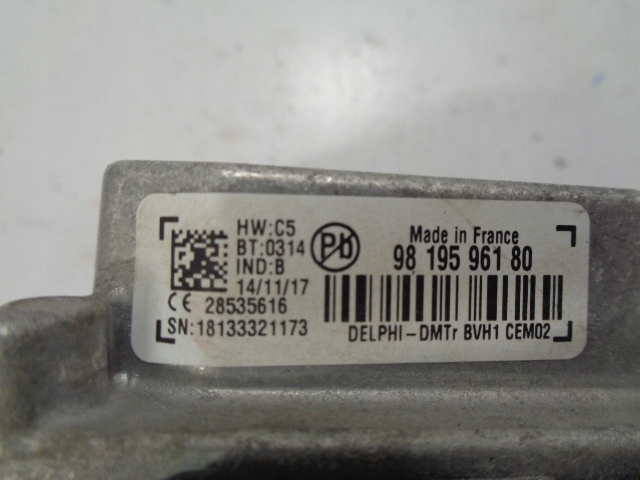 HW:C5
BT:0314
IND:B
14/11/17
CE 28535616
SN:18133321173
Pb
Made in France
98 195 961 80
DELPHI-DMTr BVH1 CEM02